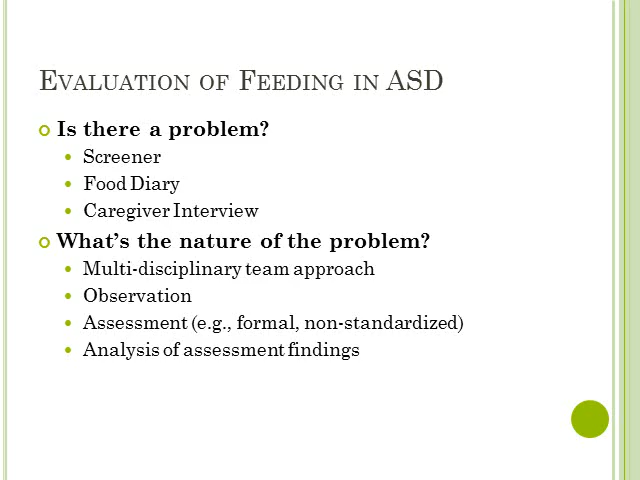 Evaluation of Feeding in ASD
Is there a problem?
Screener
Food Diary
Caregiver Interview
What's the nature of the problem?
Multi-disciplinary team approach
Observation
Assessment (e.g., formal, non-standardized)
Analysis of assessment findings